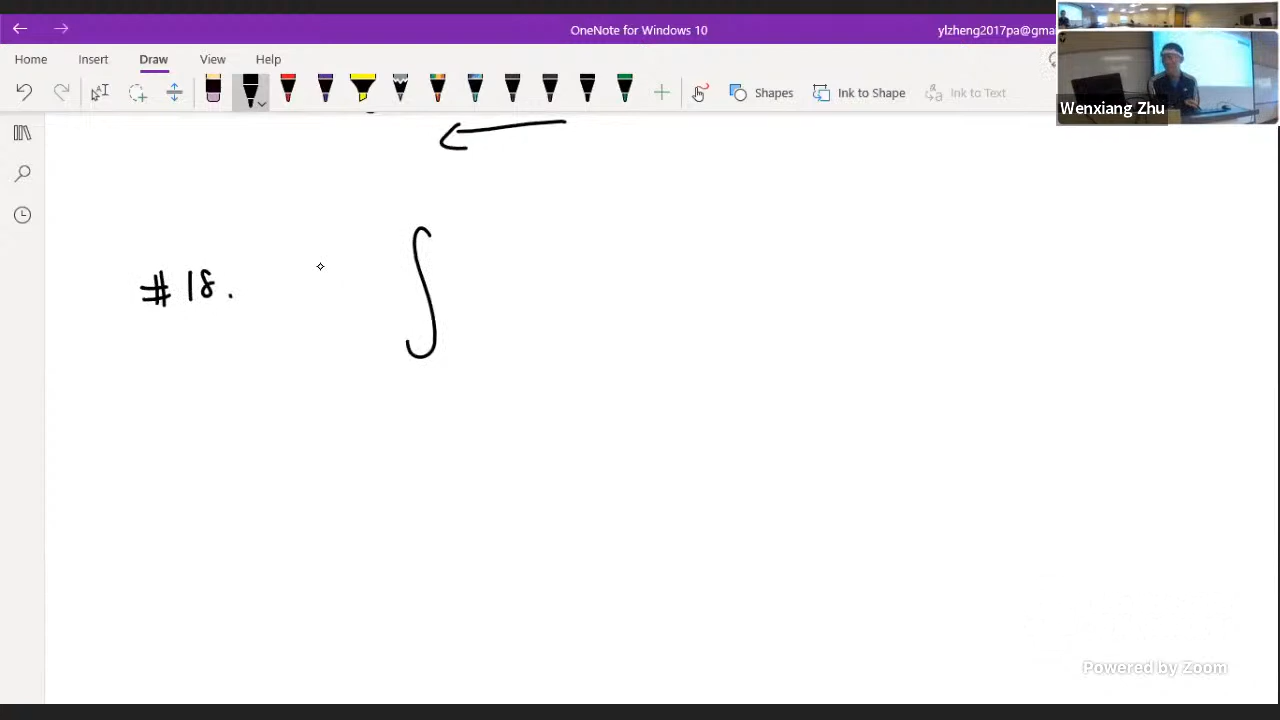 OneNote for Windows 10
ylzheng2017pa@gma
Home Insert Draw View Help
Shapes Ink to Shape Ink to Text
Wenxiang Zhu
#18. ∫
Powered by Zoom